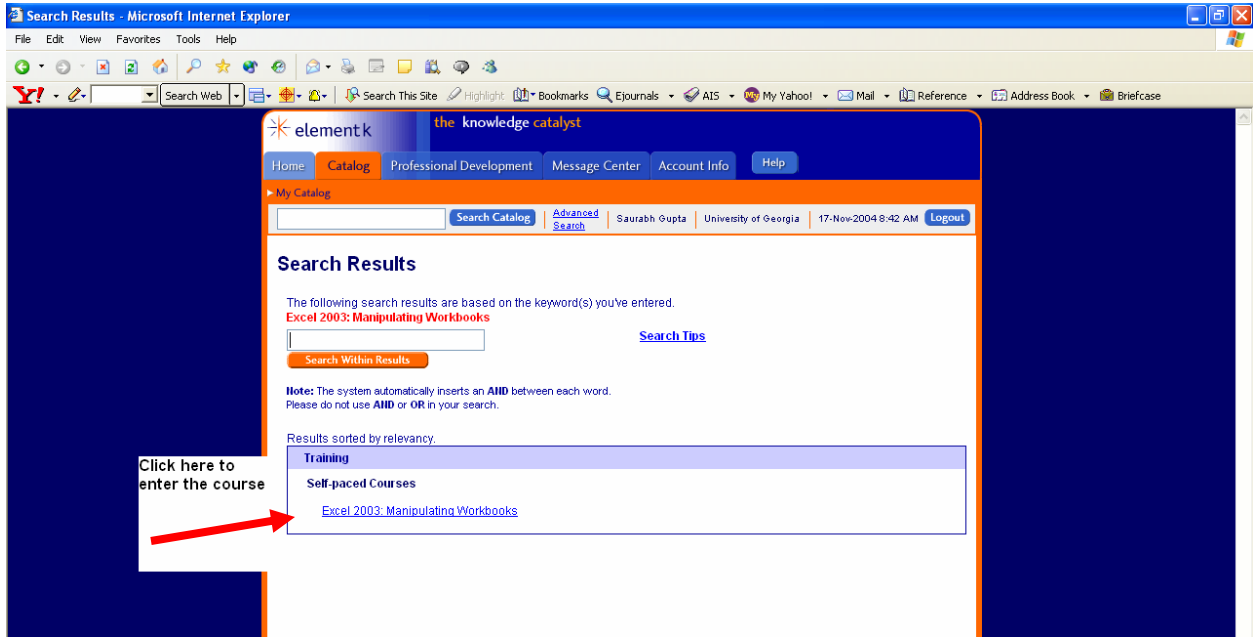 Search Results - Microsoft Internet Explorer
File Edit View Favorites Tools Help
Y! Search Web Search This Site Highlight Bookmarks Ejournals AIS My Yahoo! Mail Reference Address Book Briefcase
elementk the knowledge catalyst
Home Catalog Professional Development Message Center Account Info Help
My Catalog
Search Catalog Advanced Search Saurabh Gupta University of Georgia 17-Nov-2004 8:42 AM Logout
Search Results
The following search results are based on the keyword(s) you've entered.
Excel 2003: Manipulating Workbooks
Search Tips
Search Within Results
Note: The system automatically inserts an AND between each word.
Please do not use AND or OR in your search.
Results sorted by relevancy.
Training
Self-paced Courses
Excel 2003: Manipulating Workbooks
Click here to
enter the course